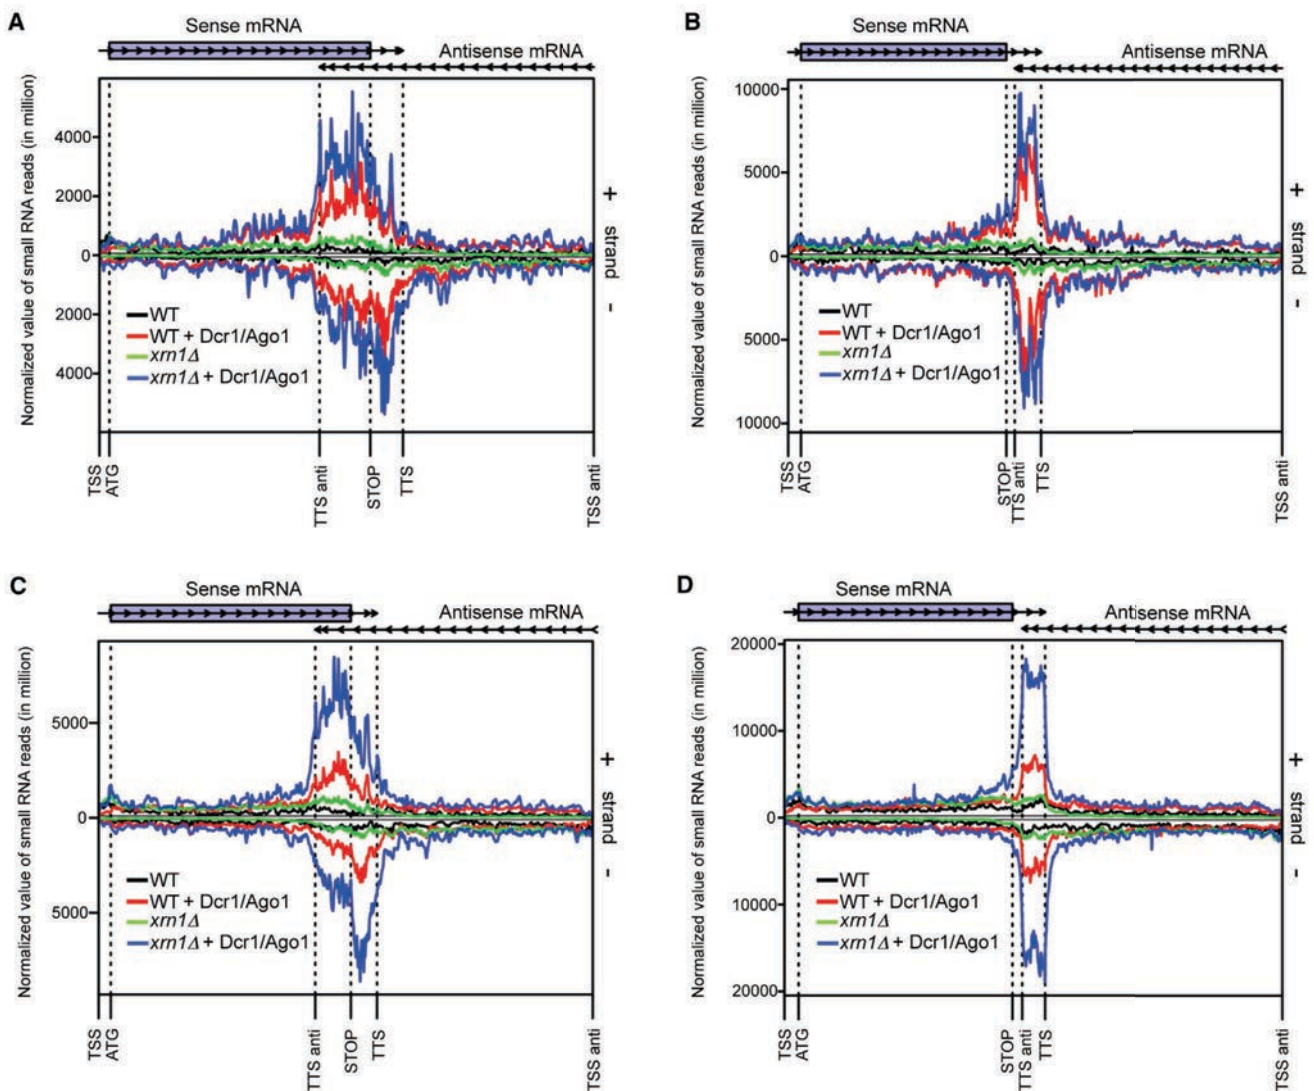 A
Sense mRNA
Antisense mRNA
Normalized value of small RNA reads (in million)
4000
2000
0
2000
4000
WT
WT + Dcr1/Ago1
xrn1Δ
xrn1Δ + Dcr1/Ago1
+ strand -
TSS
ATG
TTS anti
STOP
TTS
TSS anti
B
Sense mRNA
Antisense mRNA
Normalized value of small RNA reads (in million)
10000
5000
0
5000
10000
WT
WT + Dcr1/Ago1
xrn1Δ
xrn1Δ + Dcr1/Ago1
+ strand -
TSS
ATG
STOP
TTS anti
TTS
TSS anti
C
Sense mRNA
Antisense mRNA
Normalized value of small RNA reads (in million)
5000
0
5000
WT
WT + Dcr1/Ago1
xrn1Δ
xrn1Δ + Dcr1/Ago1
+ strand -
TSS
ATG
TTS anti
STOP
TTS
TSS anti
D
Sense mRNA
Antisense mRNA
Normalized value of small RNA reads (in million)
20000
10000
0
10000
20000
WT
WT + Dcr1/Ago1
xrn1Δ
xrn1Δ + Dcr1/Ago1
+ strand -
TSS
ATG
STOP
TTS anti
TTS
TSS anti